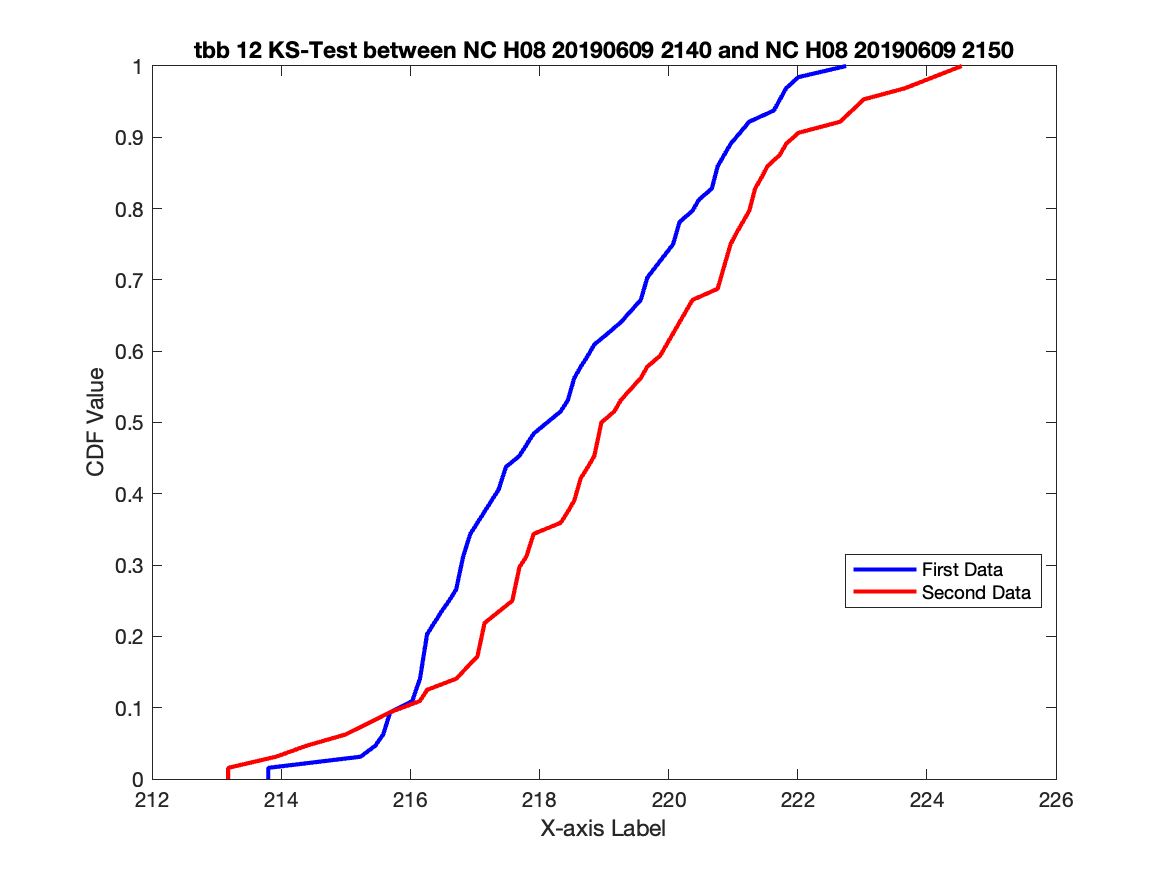 tbb 12 KS-Test between NC H08 20190609 2140 and NC H08 20190609 2150
1
0.9
0.8
0.7
0.6
0.5
0.4
0.3
0.2
0.1
0
CDF Value
First Data
Second Data
212 214 216 218 220 222 224 226
X-axis Label